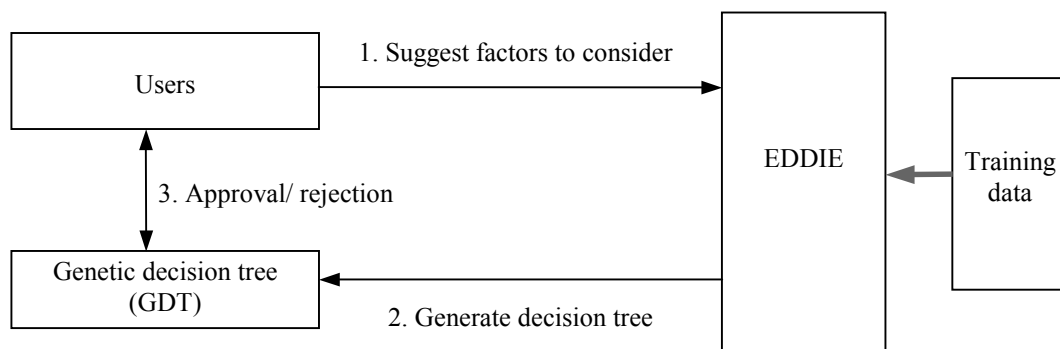 1. Suggest factors to consider
Users
EDDIE
Training
data
3. Approval/ rejection
Genetic decision tree
(GDT)
2. Generate decision tree